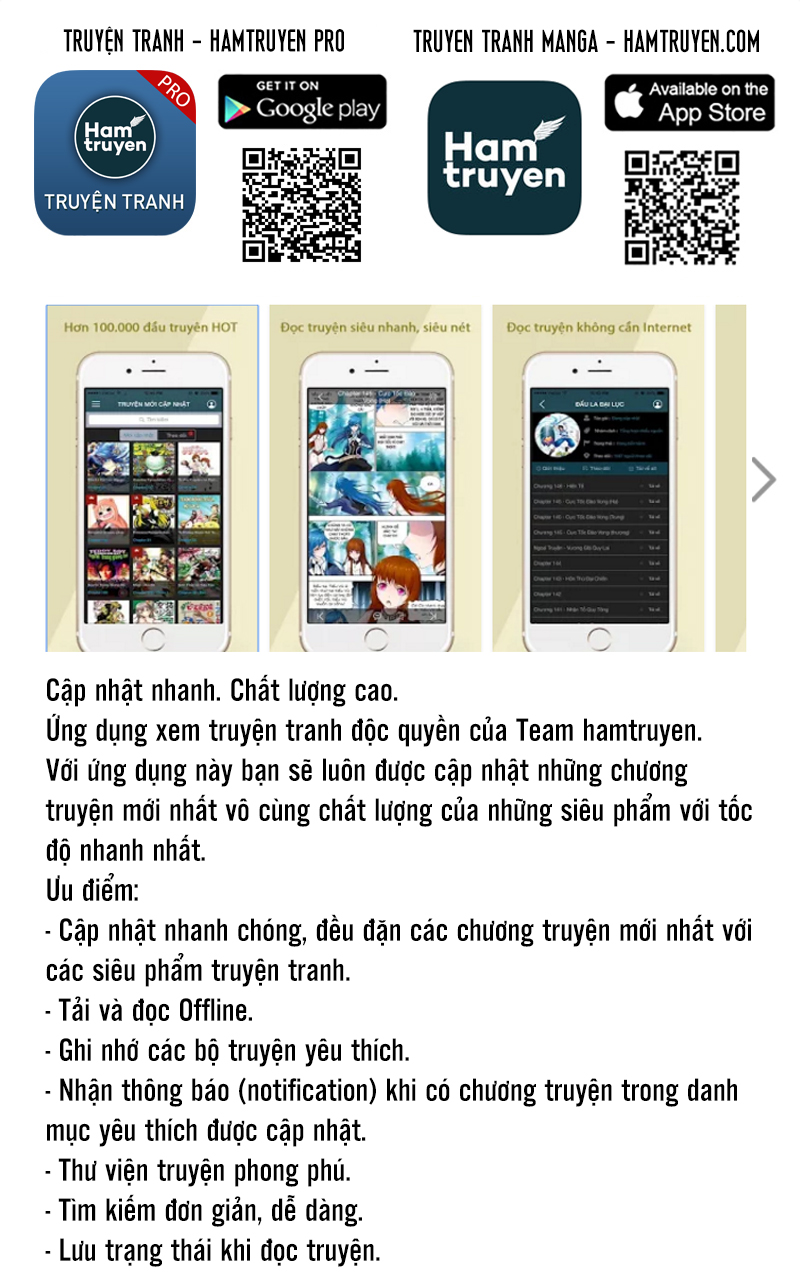 TRUYỆN TRANH - HAMTRUYEN PRO
TRUYEN TRANH MANGA - HAMTRUYEN.COM
PRO
Ham
truyen
TRUYỆN TRANH
GET IT ON
Google play
Ham
truyen
Available on the
App Store
Hơn 100.000 đầu truyện HOT
Đọc truyện siêu nhanh, siêu nét
Đọc truyện không cần Internet
TRUYỆN MỚI CẬP NHẬT
ĐẤU LA ĐẠI LỤC
Cập nhật nhanh. Chất lượng cao.
Ứng dụng xem truyện tranh độc quyền của Team hamtruyen.
Với ứng dụng này bạn sẽ luôn được cập nhật những chương
truyện mới nhất vô cùng chất lượng của những siêu phẩm với tốc
độ nhanh nhất.
Ưu điểm:
- Cập nhật nhanh chóng, đều đặn các chương truyện mới nhất với
các siêu phẩm truyện tranh.
- Tải và đọc Offline.
- Ghi nhớ các bộ truyện yêu thích.
- Nhận thông báo (notification) khi có chương truyện trong danh
mục yêu thích được cập nhật.
- Thư viện truyện phong phú.
- Tìm kiếm đơn giản, dễ dàng.
- Lưu trạng thái khi đọc truyện.